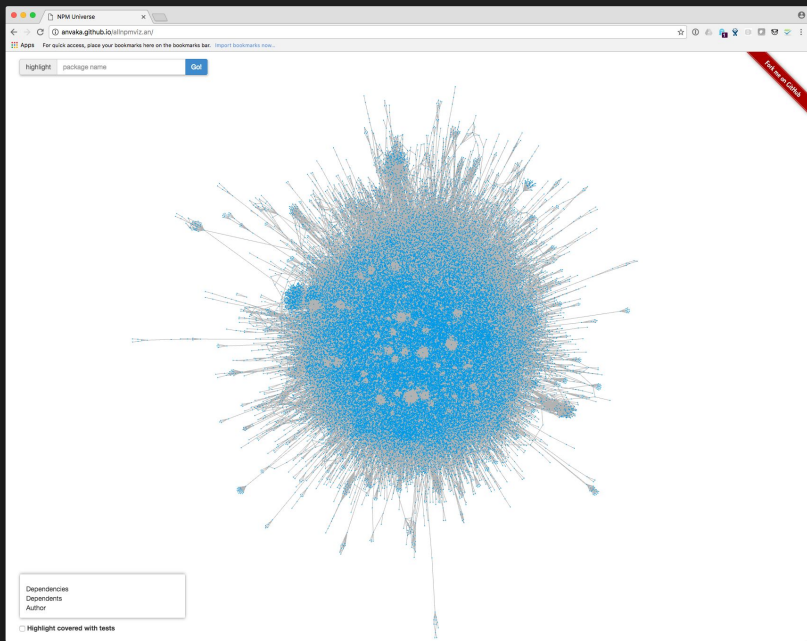 NPM Universe
anvaka.github.io/allnpmviz.an/
Apps For quick access, place your bookmarks here on the bookmarks bar. Import bookmarks now...
highlight package name Go!
Fork me on GitHub
Dependencies
Dependents
Author
Highlight covered with tests